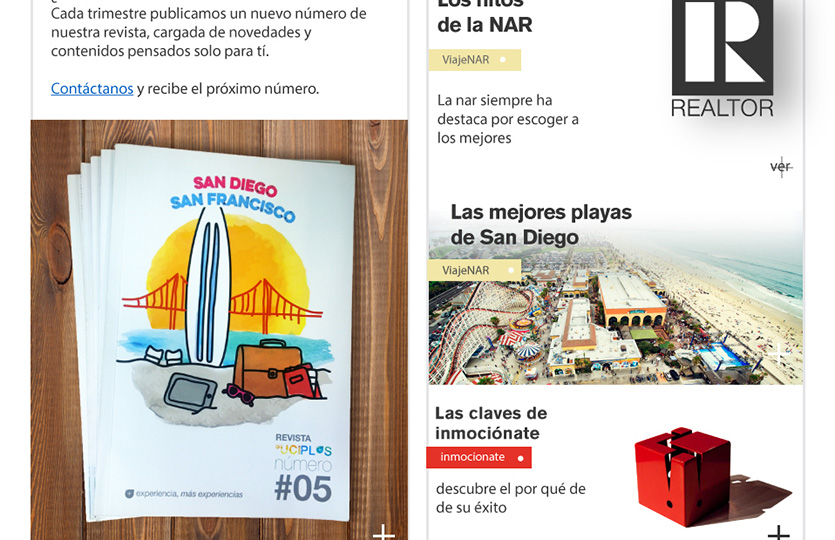 Cada trimestre publicamos un nuevo número de
nuestra revista, cargada de novedades y
contenidos pensados solo para tí.
Contáctanos y recibe el próximo número.
SAN DIEGO
SAN FRANCISCO
REVISTA
UCIPLUS
número
#05
experiencia, más experiencias
Los hitos
de la NAR
ViajeNAR
La nar siempre ha
destaca por escoger a
los mejores
REALTOR
ver
Las mejores playas
de San Diego
ViajeNAR
Las claves de
inmociónate
inmocionate
descubre el por qué de
de su éxito